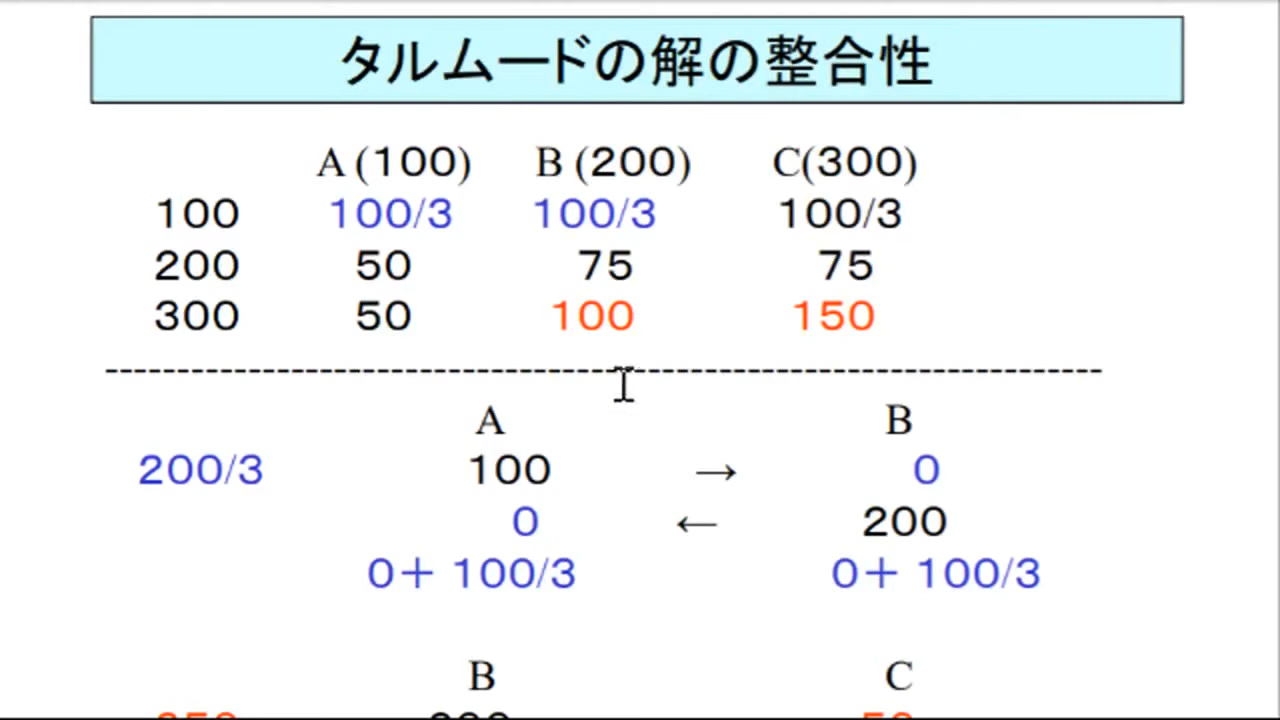 タルムードの解の整合性
A (100) B (200) C(300)
100 100/3 100/3 100/3
200 50 75 75
300 50 100 150
--------------------------------------------------------------------
A B
200/3 100 → 0
0 ← 200
0+ 100/3 0+ 100/3
B C